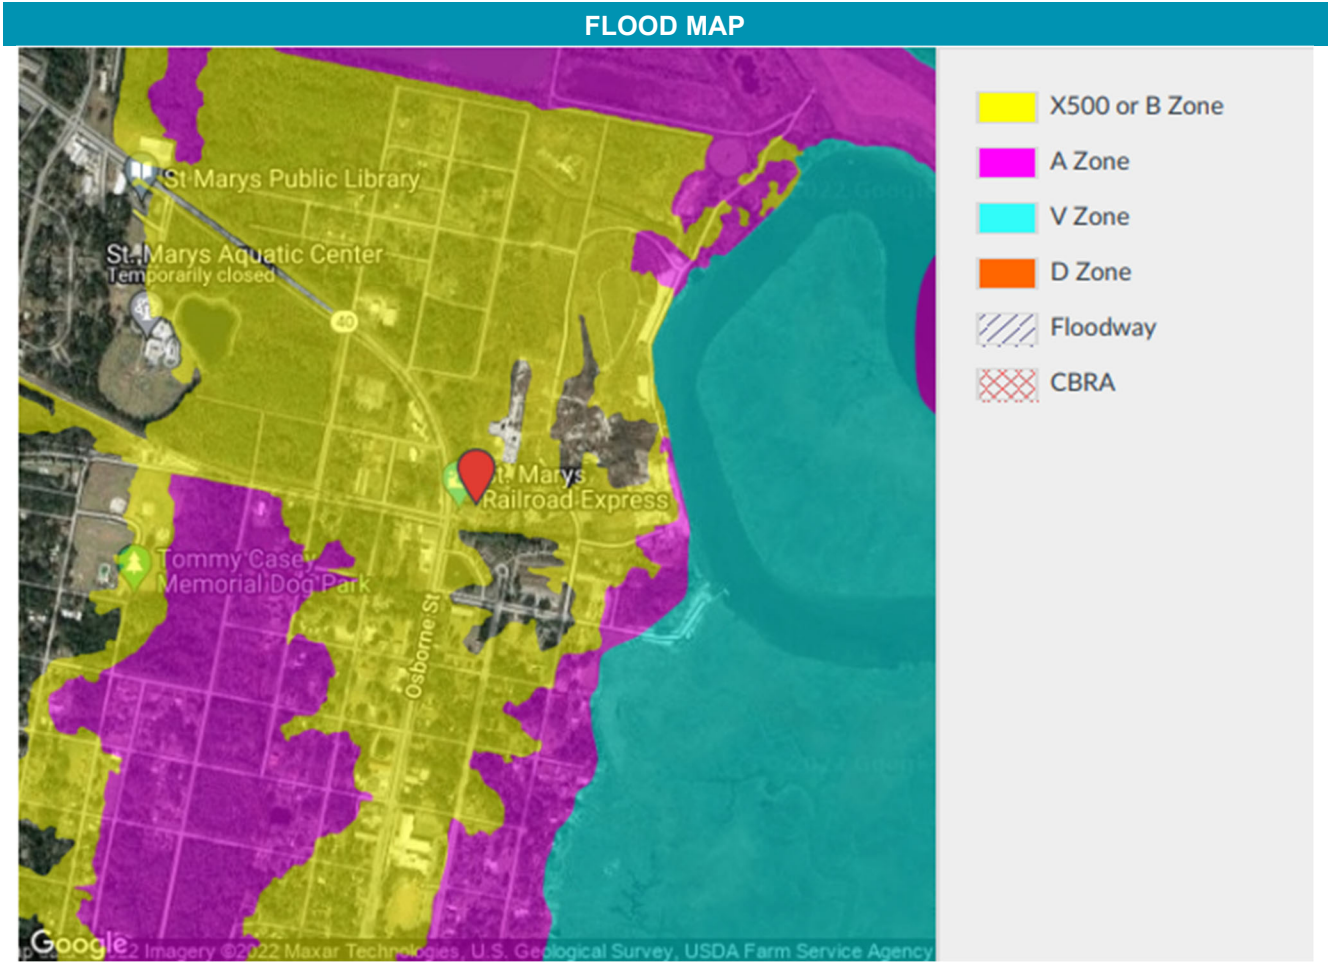 FLOOD MAP
X500 or B Zone
A Zone
V Zone
D Zone
Floodway
CBRA
St Marys Public Library
St. Marys Aquatic Center
Temporarily closed
40
St. Marys
Railroad Express
Tommy Casey
Memorial Dog Park
Osborne St
Google
Imagery ©2022 Maxar Technologies, U.S. Geological Survey, USDA Farm Service Agency